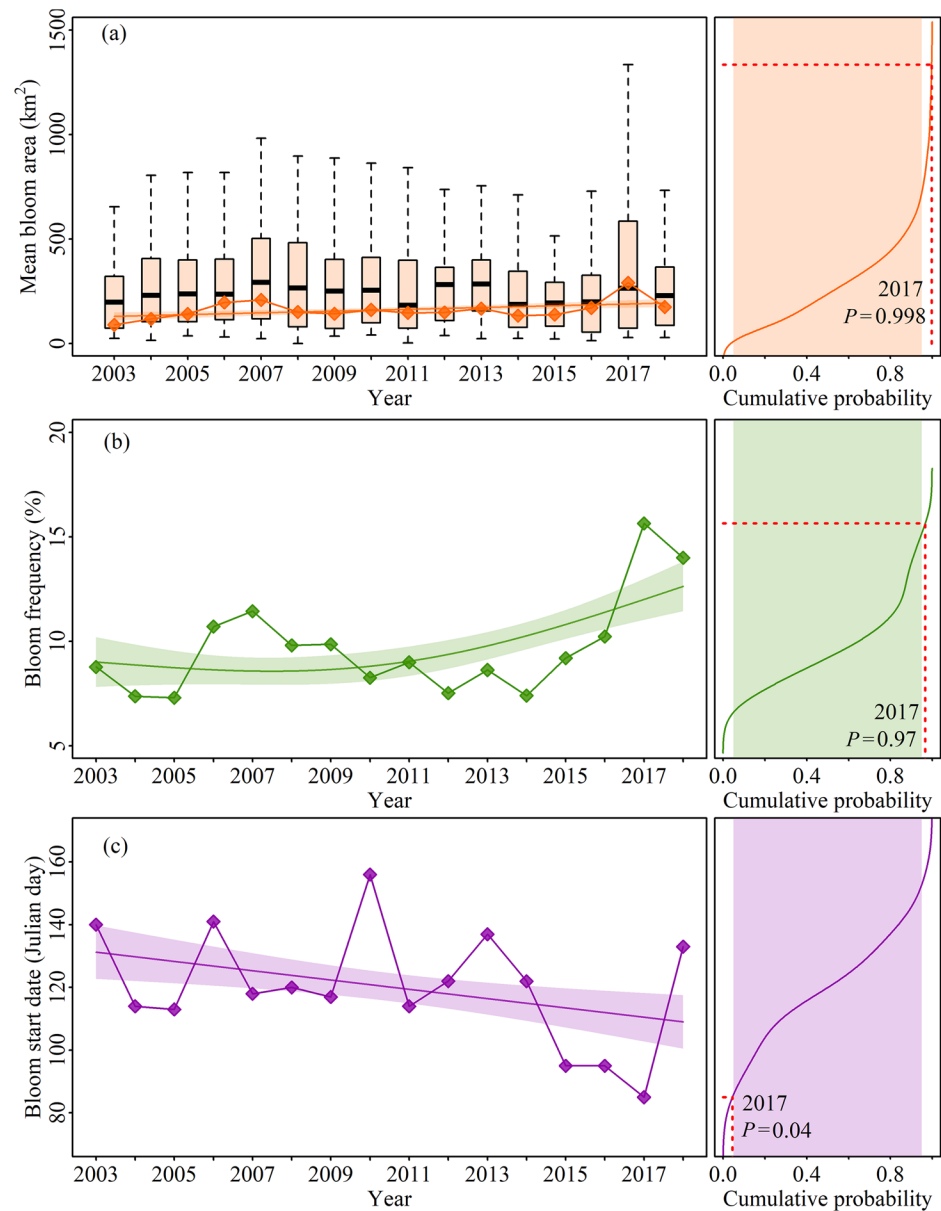 (a)
Mean bloom area (km²)
1500
1000
500
0
2003 2005 2007 2009 2011 2013 2015 2017
Year
2017
P=0.998
0.0 0.4 0.8
Cumulative probability
(b)
Bloom frequency (%)
20
15
10
5
2003 2005 2007 2009 2011 2013 2015 2017
Year
2017
P=0.97
0.0 0.4 0.8
Cumulative probability
(c)
Bloom start date (Julian day)
160
140
120
100
80
2003 2005 2007 2009 2011 2013 2015 2017
Year
2017
P=0.04
0.0 0.4 0.8
Cumulative probability